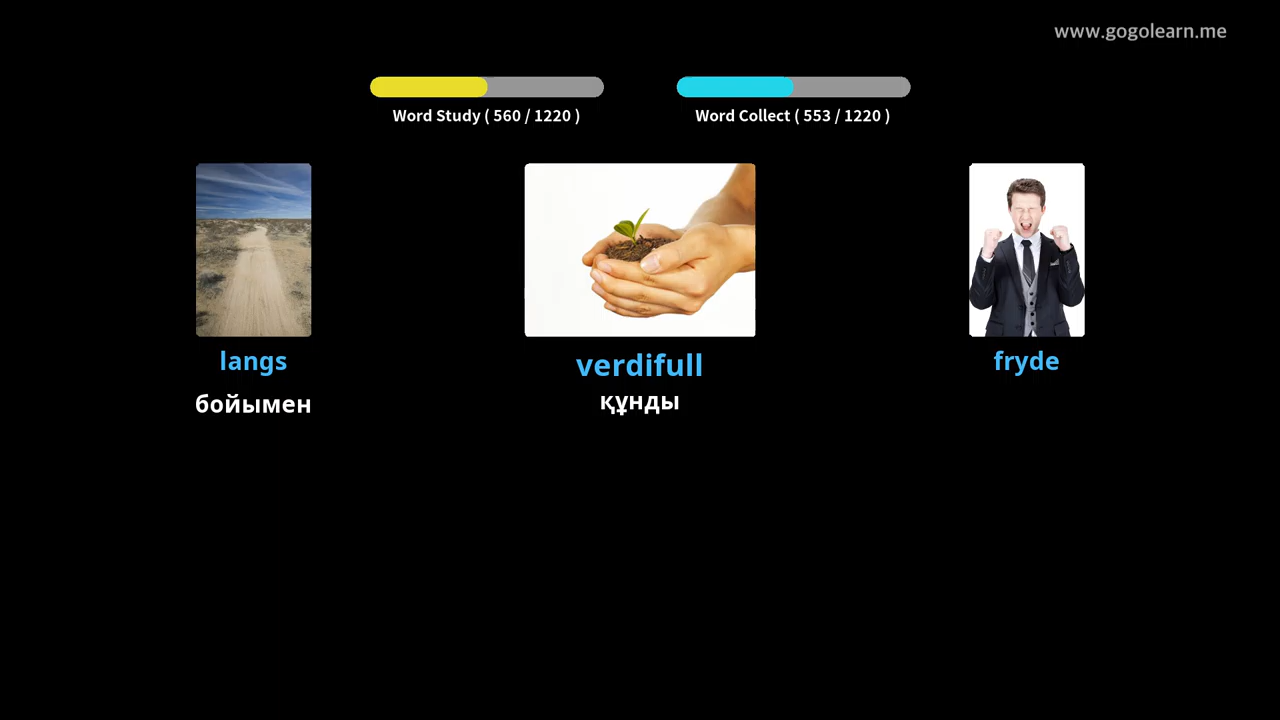 www.gogolearn.me
Word Study ( 560 / 1220 )
Word Collect ( 553 / 1220 )
langs
verdifull
fryde
бойымен
құнды